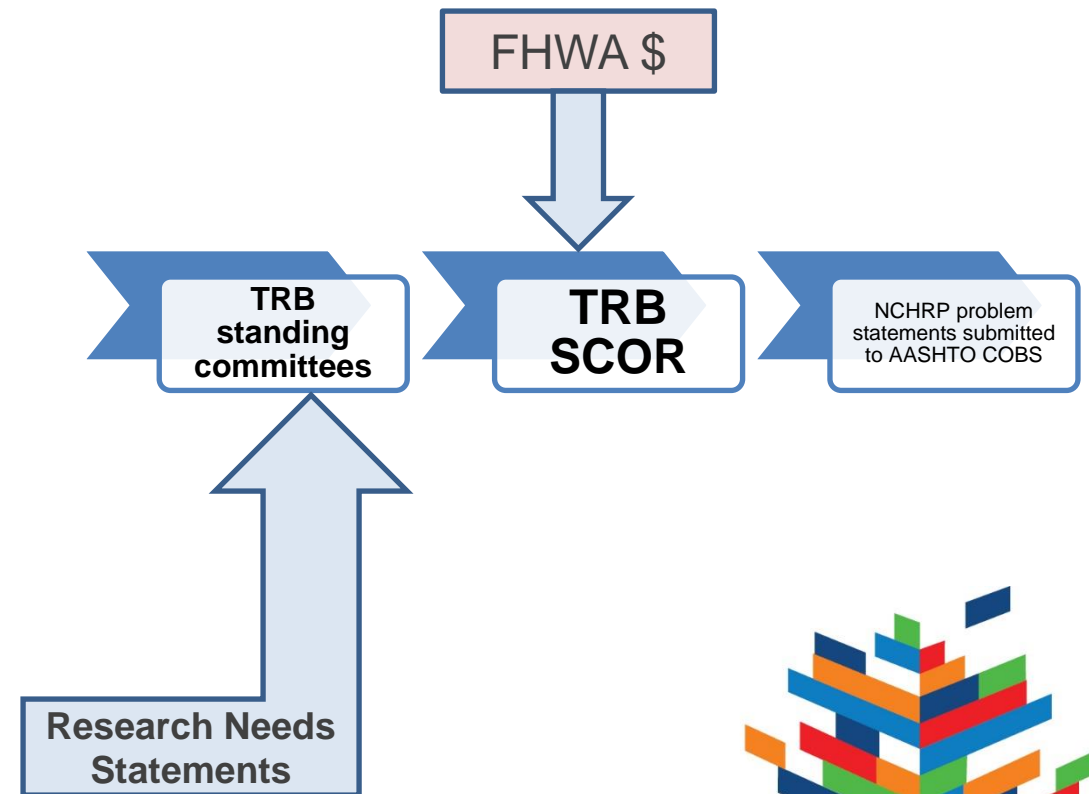 FHWA $
TRB
standing
committees
TRB
SCOR
NCHRP problem
statements submitted
to AASHTO COBS
Research Needs
Statements